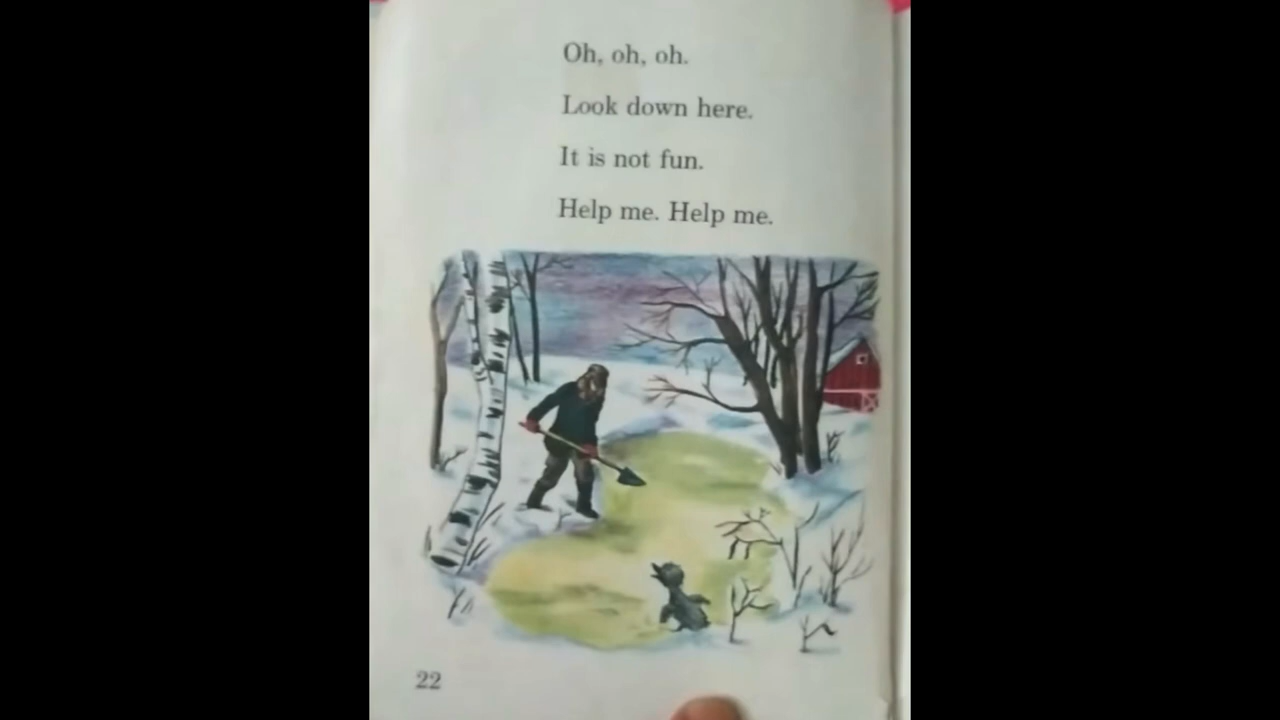 Oh, oh, oh.
Look down here.
It is not fun.
Help me. Help me.
22